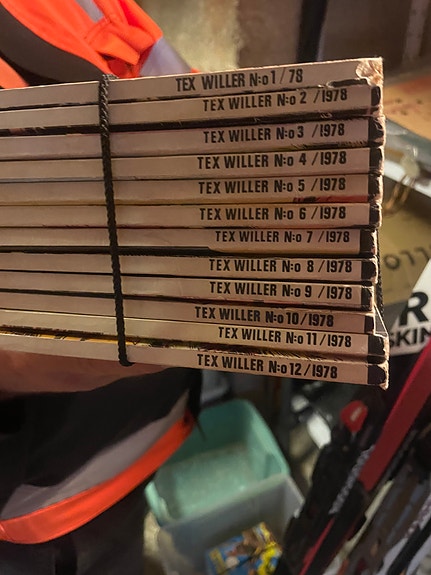 TEX WILLER N:o 1 / 78
TEX WILLER N:o 2 / 1978
TEX WILLER N:o 3 / 1978
TEX WILLER N:o 4 / 1978
TEX WILLER N:o 5 / 1978
TEX WILLER N:o 6 / 1978
TEX WILLER N:o 7 / 1978
TEX WILLER N:o 8 / 1978
TEX WILLER N:o 9 / 1978
TEX WILLER N:o 10 / 1978
TEX WILLER N:o 11 / 1978
TEX WILLER N:o 12 / 1978
R
SKIN